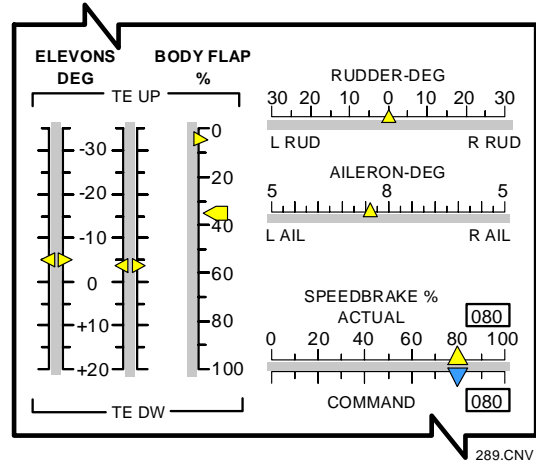 ELEVONS
DEG
BODY FLAP
%
TE UP
-30
-20
-10
0
+10
+20
0
20
40
60
80
100
TE DW
RUDDER-DEG
30 20 10 0 10 20 30
L RUD R RUD
AILERON-DEG
5 8 5
L AIL R AIL
SPEEDBRAKE %
ACTUAL 080
0 20 40 60 80 100
COMMAND 080
289.CNV